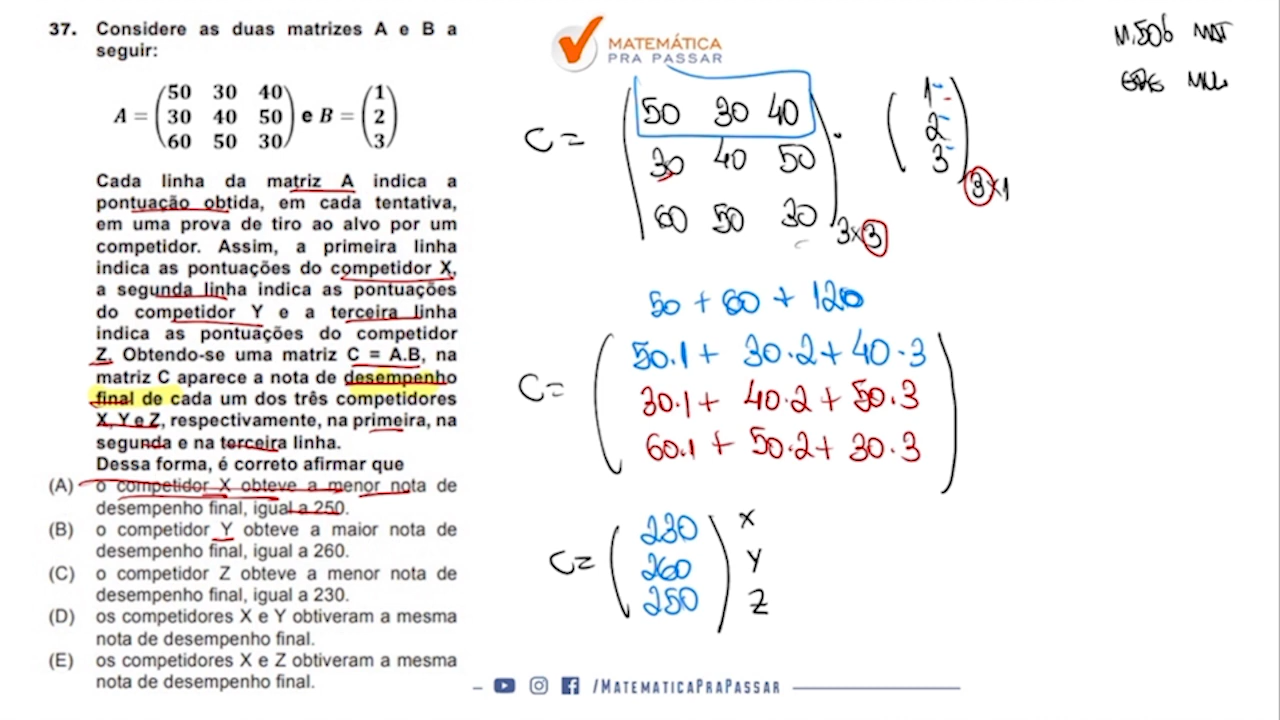 37. Considere as duas matrizes A e B a
seguir:
A = (50 30 40
30 40 50
60 50 30) e B = (1
2
3)
Cada linha da matriz A indica a
pontuação obtida, em cada tentativa,
em uma prova de tiro ao alvo por um
competidor. Assim, a primeira linha
indica as pontuações do competidor X,
a segunda linha indica as pontuações
do competidor Y e a terceira linha
indica as pontuações do competidor
Z. Obtendo-se uma matriz C = A.B, na
matriz C aparece a nota de desempenho
final de cada um dos três competidores
X, Y e Z, respectivamente, na primeira, na
segunda e na terceira linha.
Dessa forma, é correto afirmar que
(A) o competidor X obteve a menor nota de
desempenho final, igual a 250.
(B) o competidor Y obteve a maior nota de
desempenho final, igual a 260.
(C) o competidor Z obteve a menor nota de
desempenho final, igual a 230.
(D) os competidores X e Y obtiveram a mesma
nota de desempenho final.
(E) os competidores X e Z obtiveram a mesma
nota de desempenho final.
MATEMÁTICA
PRA PASSAR
C = (50 30 40
30 40 50
60 50 30) 3x3 . (1
2
3) 3x1
50 + 60 + 120
C = (50.1 + 30.2 + 40.3
30.1 + 40.2 + 50.3
60.1 + 50.2 + 30.3)
C = (230
260
250) X
Y
Z
/MATEMATICAPRAPASSAR